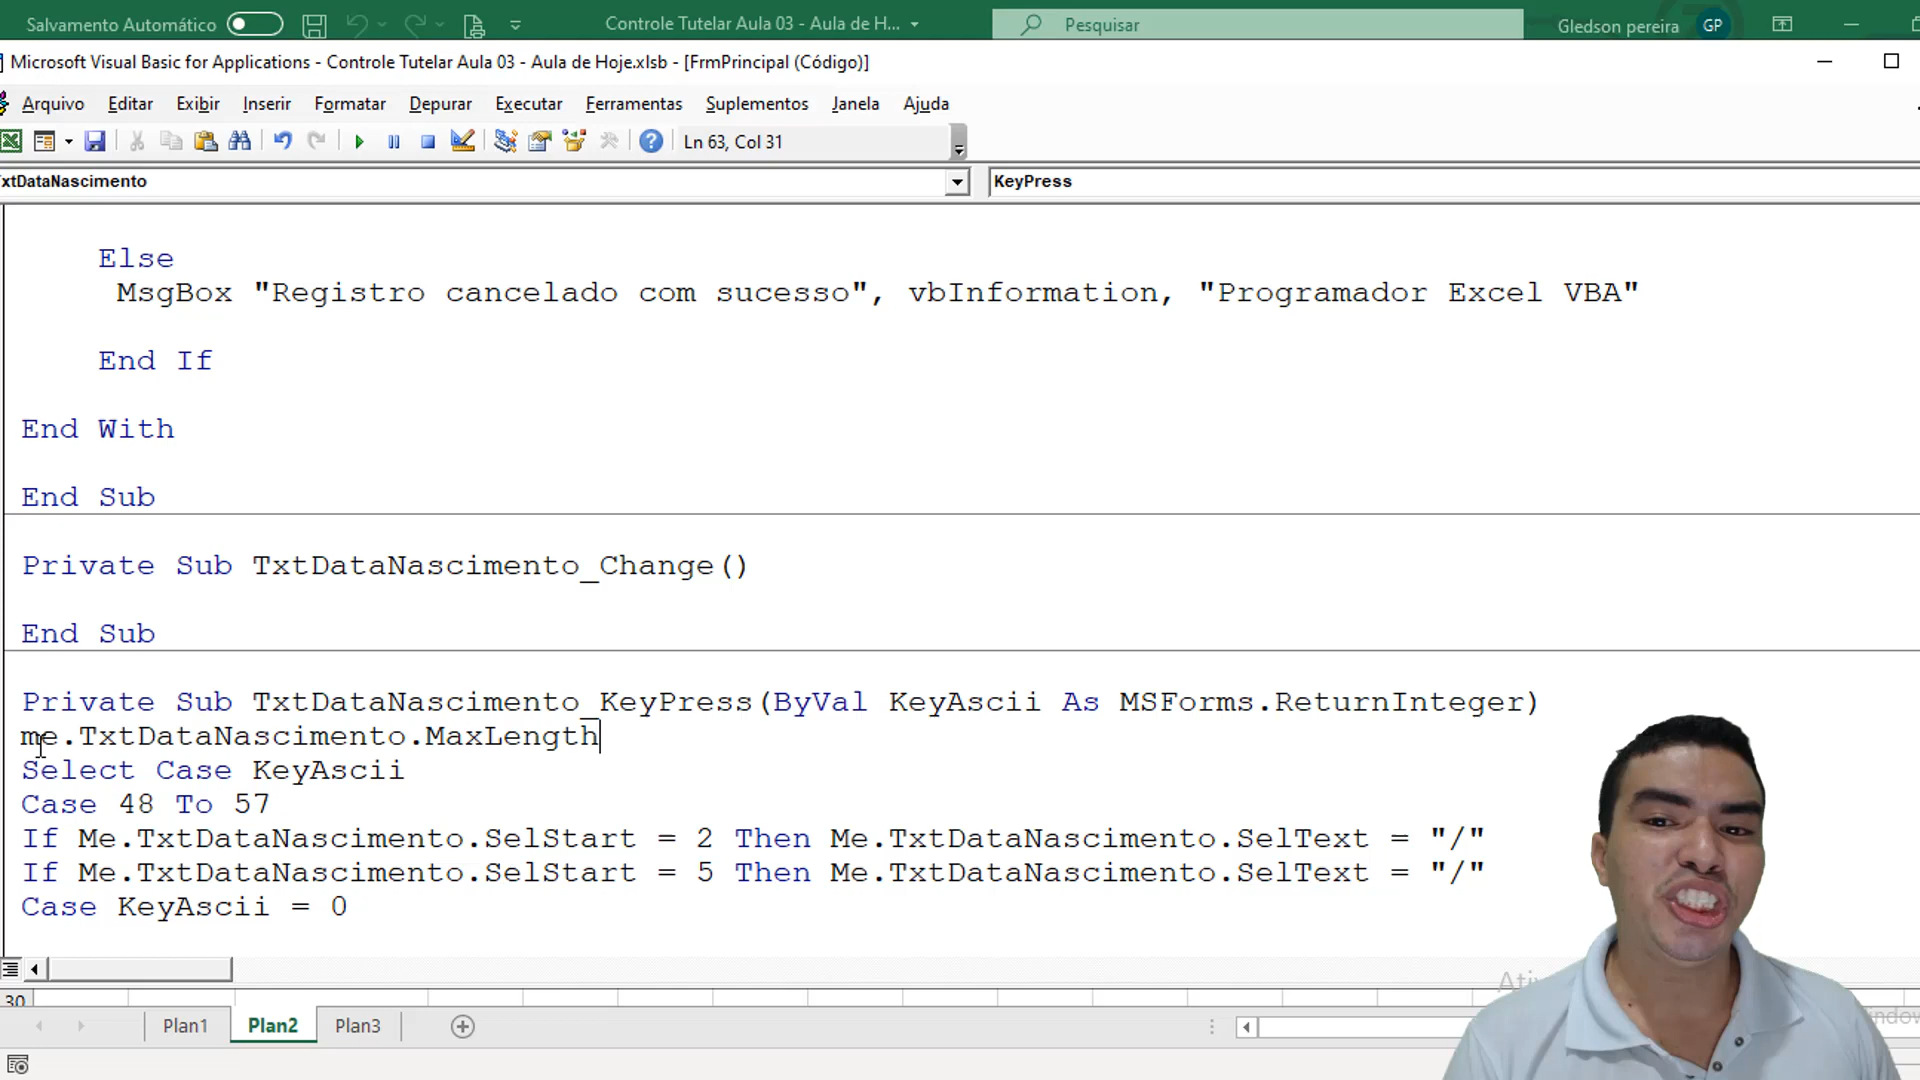 Salvamento Automático
Controle Tutelar Aula 03 - Aula de H...
Pesquisar
Gledson pereira
GP
Microsoft Visual Basic for Applications - Controle Tutelar Aula 03 - Aula de Hoje.xlsb - [FrmPrincipal (Código)]
Arquivo Editar Exibir Inserir Formatar Depurar Executar Ferramentas Suplementos Janela Ajuda
Ln 63, Col 31
xtDataNascimento
KeyPress
Else
MsgBox "Registro cancelado com sucesso", vbInformation, "Programador Excel VBA"
End If
End With
End Sub
Private Sub TxtDataNascimento_Change()
End Sub
Private Sub TxtDataNascimento_KeyPress(ByVal KeyAscii As MSForms.ReturnInteger)
me.TxtDataNascimento.MaxLength
Select Case KeyAscii
Case 48 To 57
If Me.TxtDataNascimento.SelStart = 2 Then Me.TxtDataNascimento.SelText = "/"
If Me.TxtDataNascimento.SelStart = 5 Then Me.TxtDataNascimento.SelText = "/"
Case KeyAscii = 0
30
Plan1 Plan2 Plan3